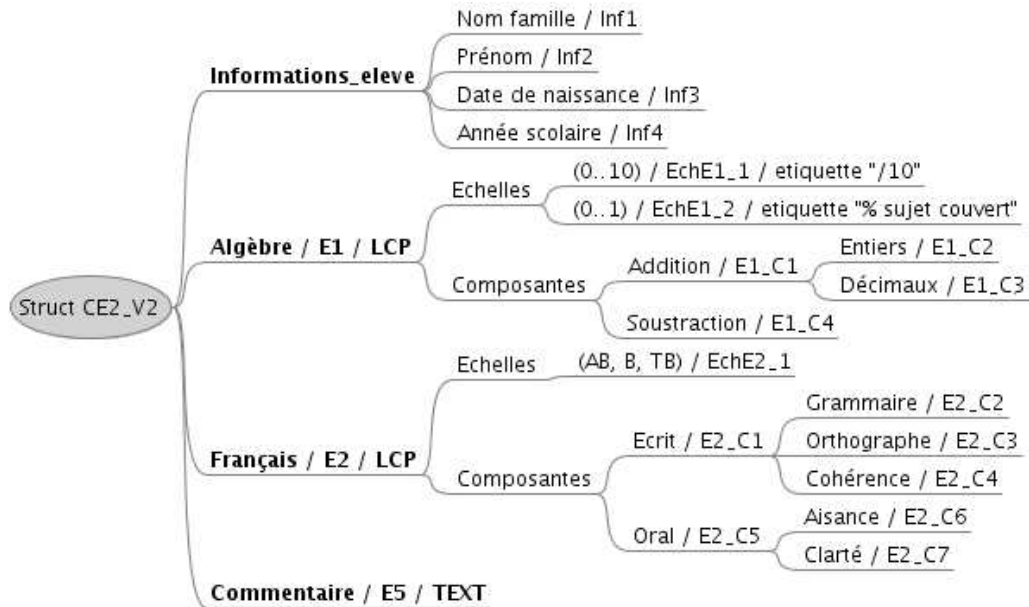 Struct CE2_V2
Informations_eleve
Nom famille / Inf1
Prénom / Inf2
Date de naissance / Inf3
Année scolaire / Inf4
Algèbre / E1 / LCP
Echelles
(0..10) / EchE1_1 / etiquette "/10"
(0..1) / EchE1_2 / etiquette "% sujet couvert"
Composantes
Addition / E1_C1
Entiers / E1_C2
Décimaux / E1_C3
Soustraction / E1_C4
Français / E2 / LCP
Echelles
(AB, B, TB) / EchE2_1
Composantes
Ecrit / E2_C1
Grammaire / E2_C2
Orthographe / E2_C3
Cohérence / E2_C4
Oral / E2_C5
Aisance / E2_C6
Clarté / E2_C7
Commentaire / E5 / TEXT